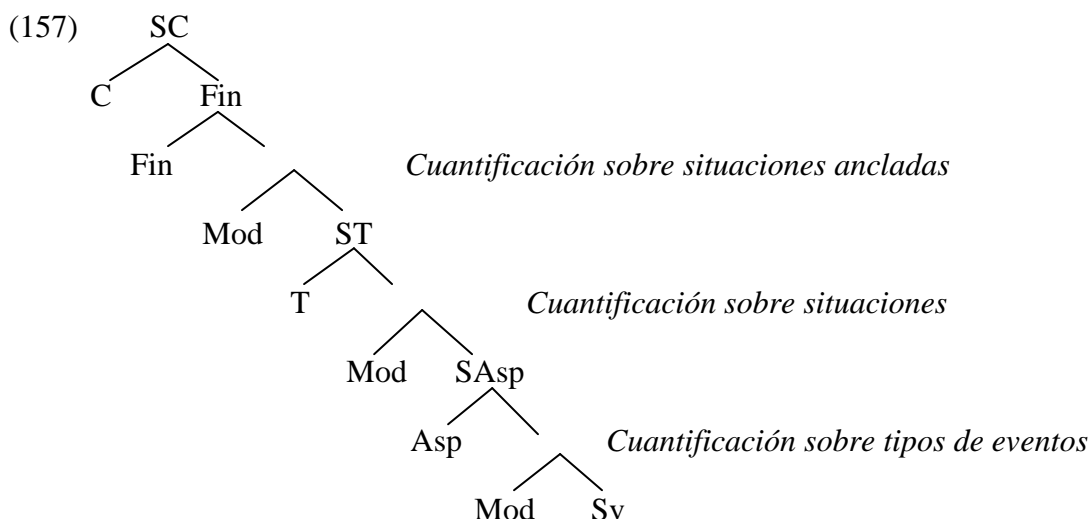 (157) SC
C Fin
Fin Cuantificación sobre situaciones ancladas
Mod ST
T Cuantificación sobre situaciones
Mod SAsp
Asp Cuantificación sobre tipos de eventos
Mod Sv